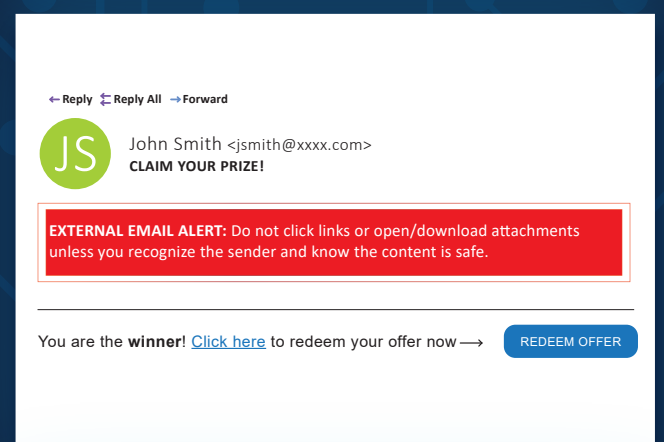 Reply Reply All Forward
JS
John Smith <jsmith@xxxx.com>
CLAIM YOUR PRIZE!
EXTERNAL EMAIL ALERT: Do not click links or open/download attachments
unless you recognize the sender and know the content is safe.
You are the winner! Click here to redeem your offer now⟶ REDEEM OFFER